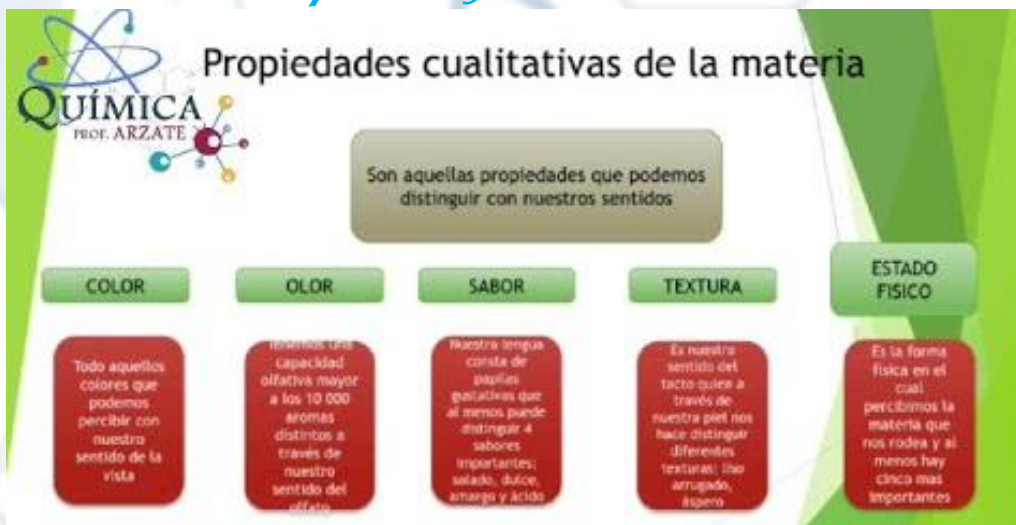 Propiedades cualitativas de la materia
QUÍMICA
PROF. ARZATE
Son aquellas propiedades que podemos
distinguir con nuestros sentidos
COLOR
Todo aquellos
colores que
podemos
percibir con
nuestro
sentido de la
vista
OLOR
Tenemos una
capacidad
olfativa mayor
a los 10 000
aromas
distintos a
través de
nuestro
sentido del
olfato
SABOR
Nuestra lengua
consta de
papilas
gustativas que
al menos puede
distinguir 4
sabores
importantes:
salado, dulce,
amargo y ácido
TEXTURA
Es nuestro
sentido del
tacto quien a
través de
nuestra piel nos
hace distinguir
diferentes
texturas: liso
arrugado,
áspero
ESTADO
FISICO
Es la forma
física en el
cual
percibimos la
materia que
nos rodea y al
menos hay
cinco mas
importantes